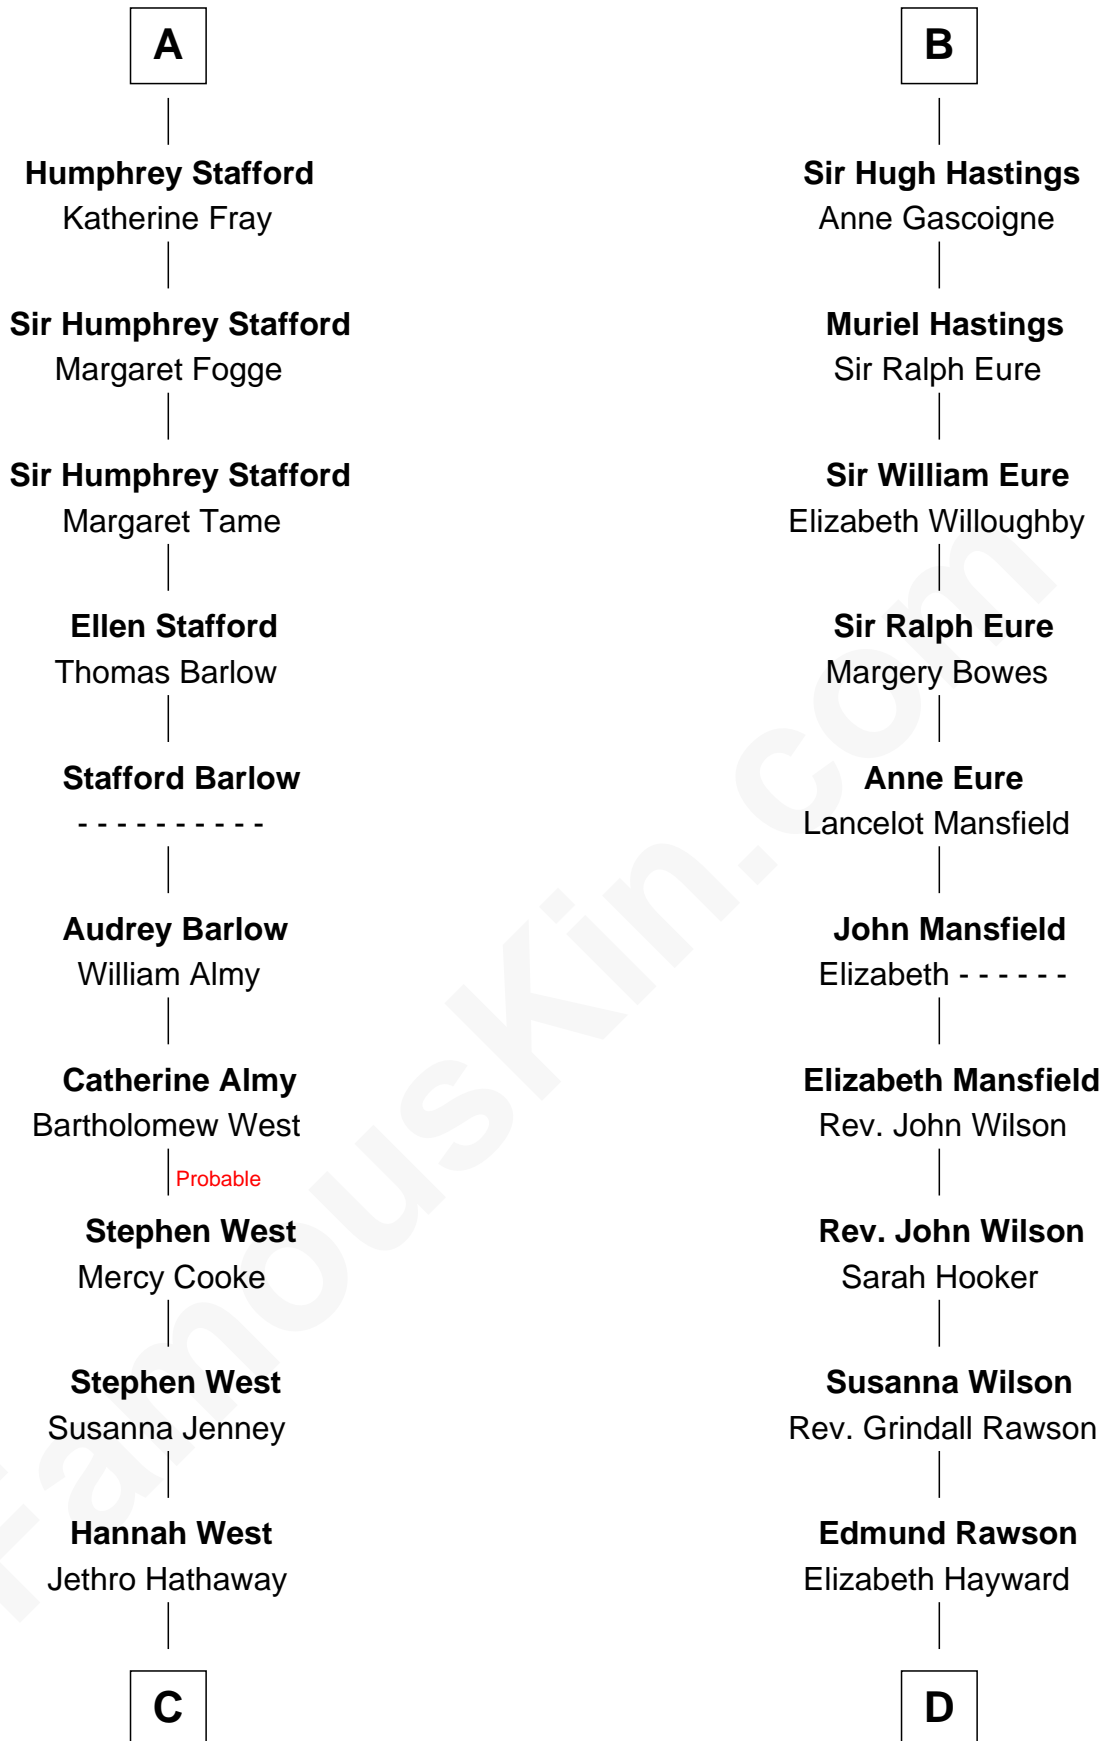 A
Humphrey Stafford
Katherine Fray
Sir Humphrey Stafford
Margaret Fogge
Sir Humphrey Stafford
Margaret Tame
Ellen Stafford
Thomas Barlow
Stafford Barlow
- - - - - - - - - -
Audrey Barlow
William Almy
Catherine Almy
Bartholomew West
Probable
Stephen West
Mercy Cooke
Stephen West
Susanna Jenney
Hannah West
Jethro Hathaway
C
B
Sir Hugh Hastings
Anne Gascoigne
Muriel Hastings
Sir Ralph Eure
Sir William Eure
Elizabeth Willoughby
Sir Ralph Eure
Margery Bowes
Anne Eure
Lancelot Mansfield
John Mansfield
Elizabeth - - - - - -
Elizabeth Mansfield
Rev. John Wilson
Rev. John Wilson
Sarah Hooker
Susanna Wilson
Rev. Grindall Rawson
Edmund Rawson
Elizabeth Hayward
D
FamousKin.com